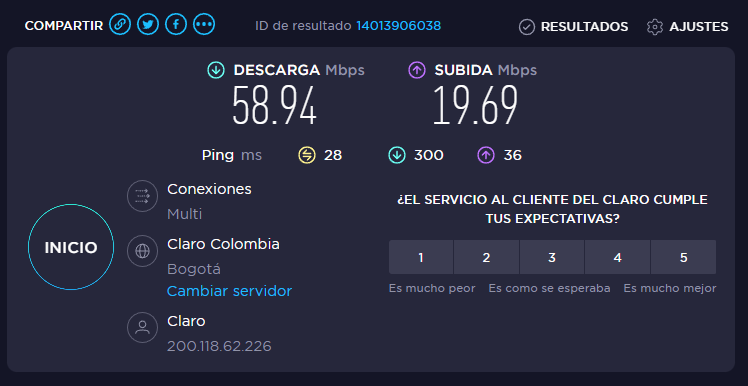 COMPARTIR
ID de resultado 14013906038
RESULTADOS
AJUSTES
DESCARGA Mbps
58.94
SUBIDA Mbps
19.69
Ping ms 28 300 36
Conexiones
Multi
INICIO
Claro Colombia
Bogotá
Cambiar servidor
Claro
200.118.62.226
¿EL SERVICIO AL CLIENTE DEL CLARO CUMPLE
TUS EXPECTATIVAS?
1 2 3 4 5
Es mucho peor Es como se esperaba Es mucho mejor